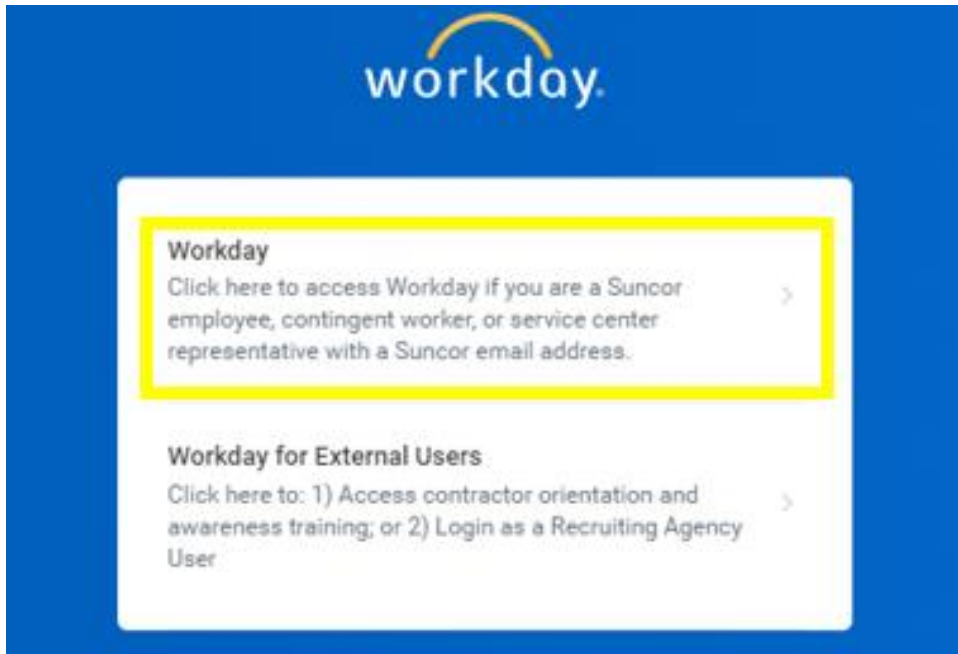 workday.
Workday
Click here to access Workday if you are a Suncor
employee, contingent worker, or service center
representative with a Suncor email address.
Workday for External Users
Click here to: 1) Access contractor orientation and
awareness training; or 2) Login as a Recruiting Agency
User